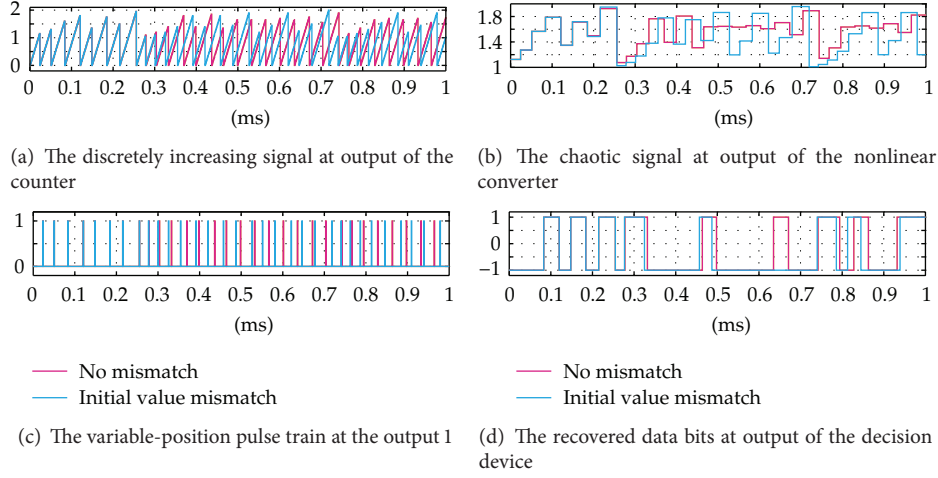 2
1
0
0 0.1 0.2 0.3 0.4 0.5 0.6 0.7 0.8 0.9 1
(ms)
(a) The discretely increasing signal at output of the
counter
1.8
1.4
1
0 0.1 0.2 0.3 0.4 0.5 0.6 0.7 0.8 0.9 1
(ms)
(b) The chaotic signal at output of the nonlinear
converter
1
0
0 0.1 0.2 0.3 0.4 0.5 0.6 0.7 0.8 0.9 1
(ms)
No mismatch
Initial value mismatch
(c) The variable-position pulse train at the output 1
1
0
−1
0 0.1 0.2 0.3 0.4 0.5 0.6 0.7 0.8 0.9 1
(ms)
No mismatch
Initial value mismatch
(d) The recovered data bits at output of the decision
device